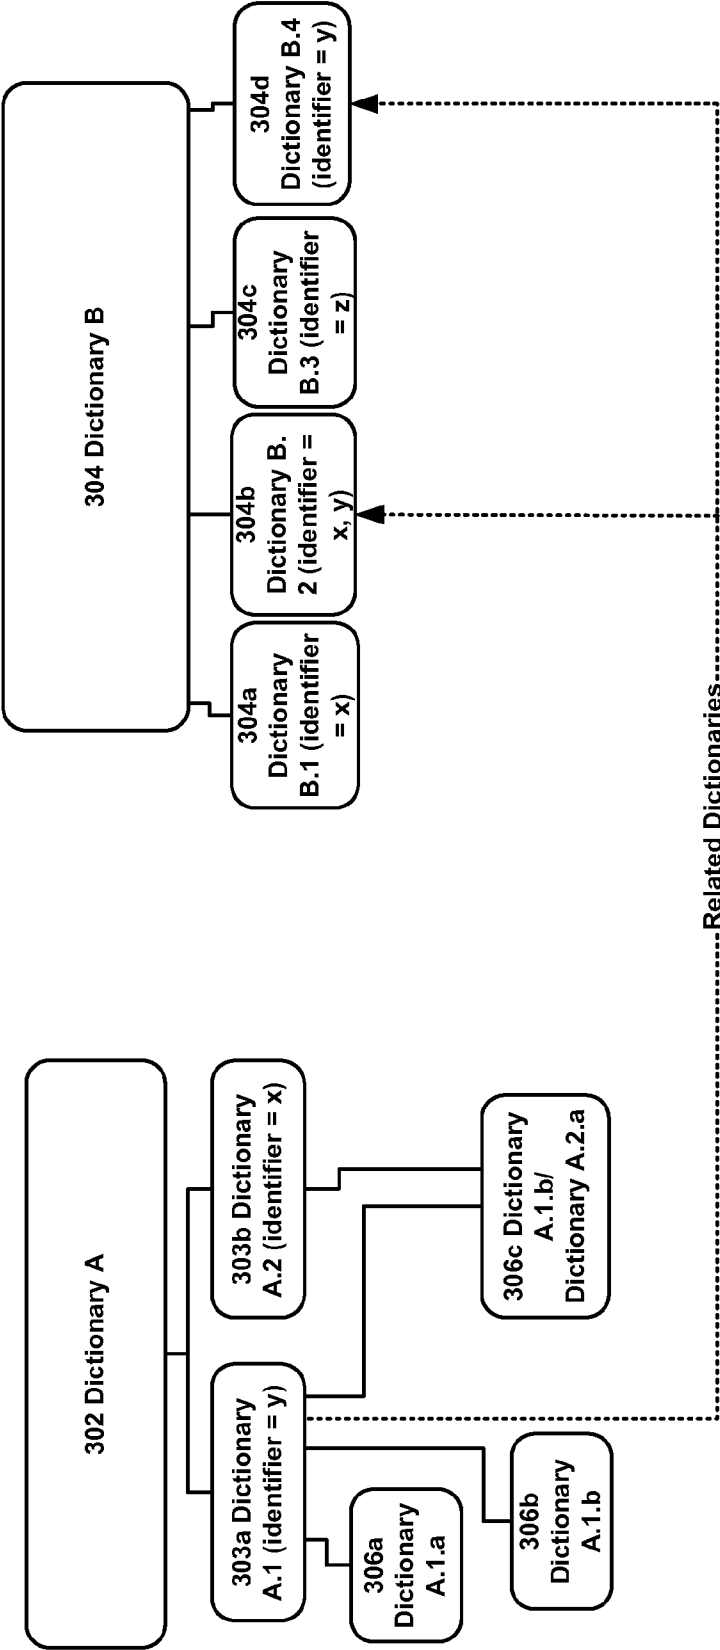 302 Dictionary A
303a Dictionary
A.1 (identifier = y)
303b Dictionary
A.2 (identifier = x)
306a
Dictionary
A.1.a
306b
Dictionary
A.1.b
306c Dictionary
A.1.b/
Dictionary A.2.a
304 Dictionary B
304a
Dictionary
B.1 (identifier
= x)
304b
Dictionary B.
2 (identifier =
x, y)
304c
Dictionary
B.3 (identifier
= z)
304d
Dictionary B.4
(identifier = y)
Related Dictionaries